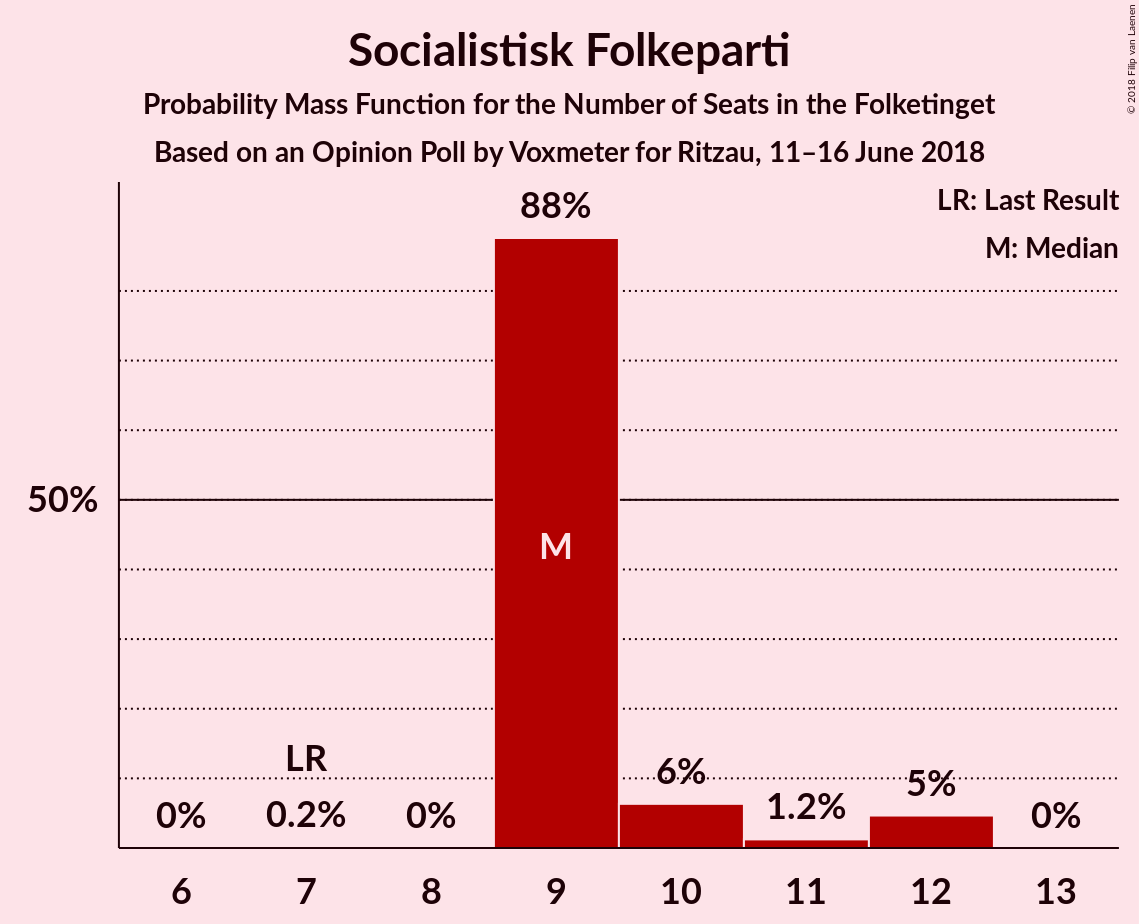 Socialistisk Folkeparti
Probability Mass Function for the Number of Seats in the Folketinget
Based on an Opinion Poll by Voxmeter for Ritzau, 11–16 June 2018
© 2018 Filip van Laenen
LR: Last Result
M: Median
88%
50%
M
LR
0%
0.2%
0%
6%
1.2%
5%
0%
6
7
8
9
10
11
12
13